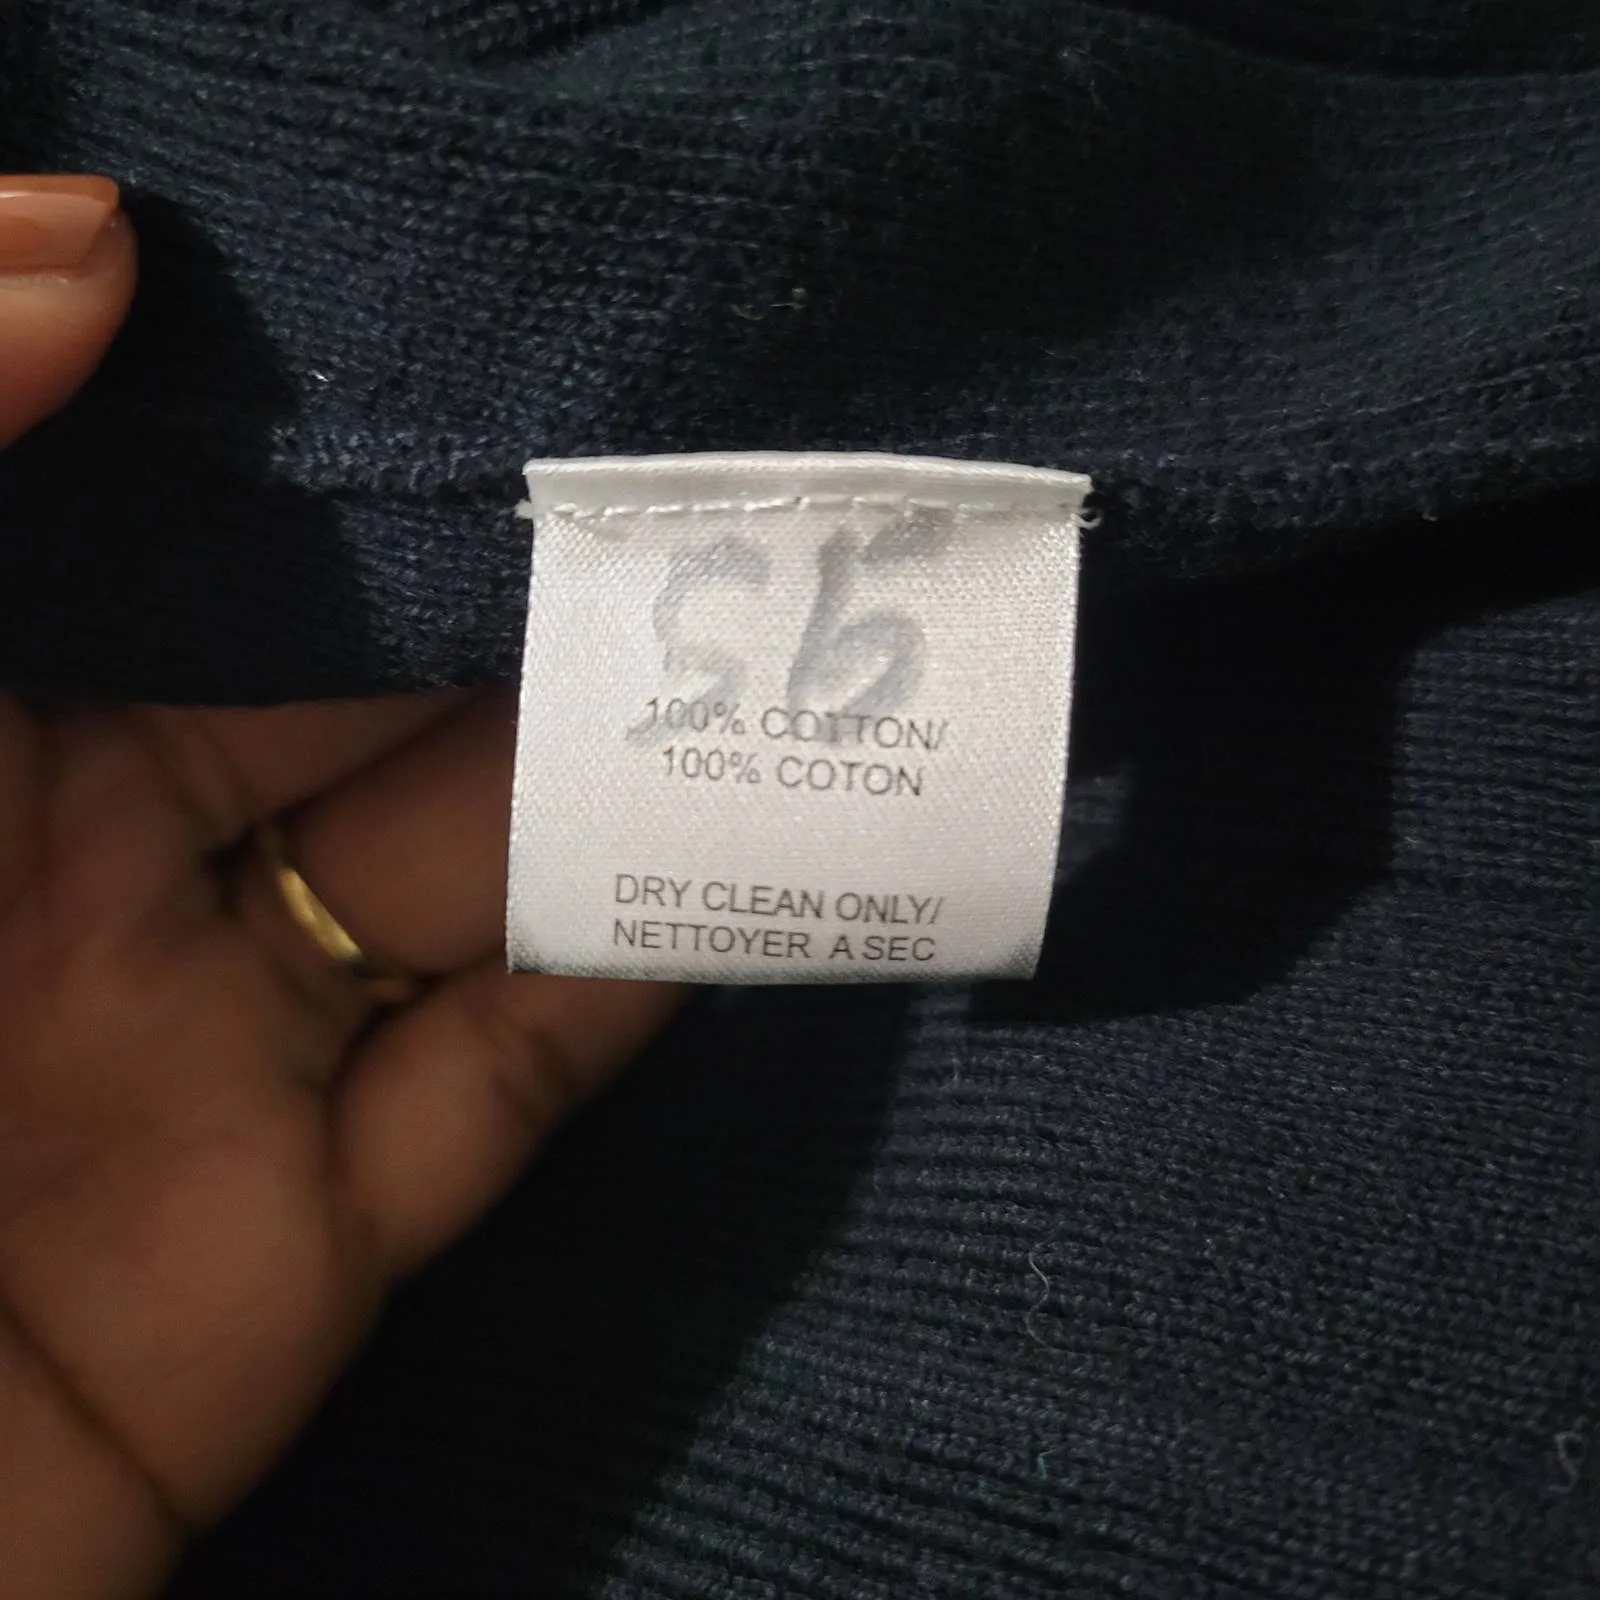 100% COTTON/
100% COTON
DRY CLEAN ONLY/
NETTOYER A SEC